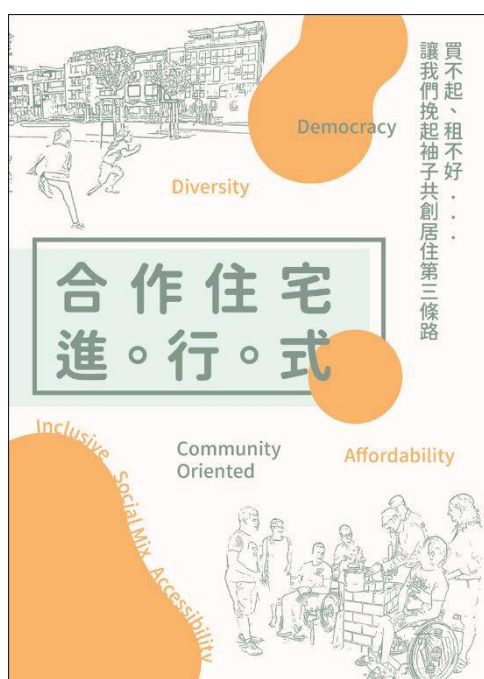 買不起、租不好...
讓我們挽起袖子共創居住第三條路
Democracy
Diversity
合作住宅
進。行。式
Inclusive
Social Mix
Accessibility
Community
Oriented
Affordability